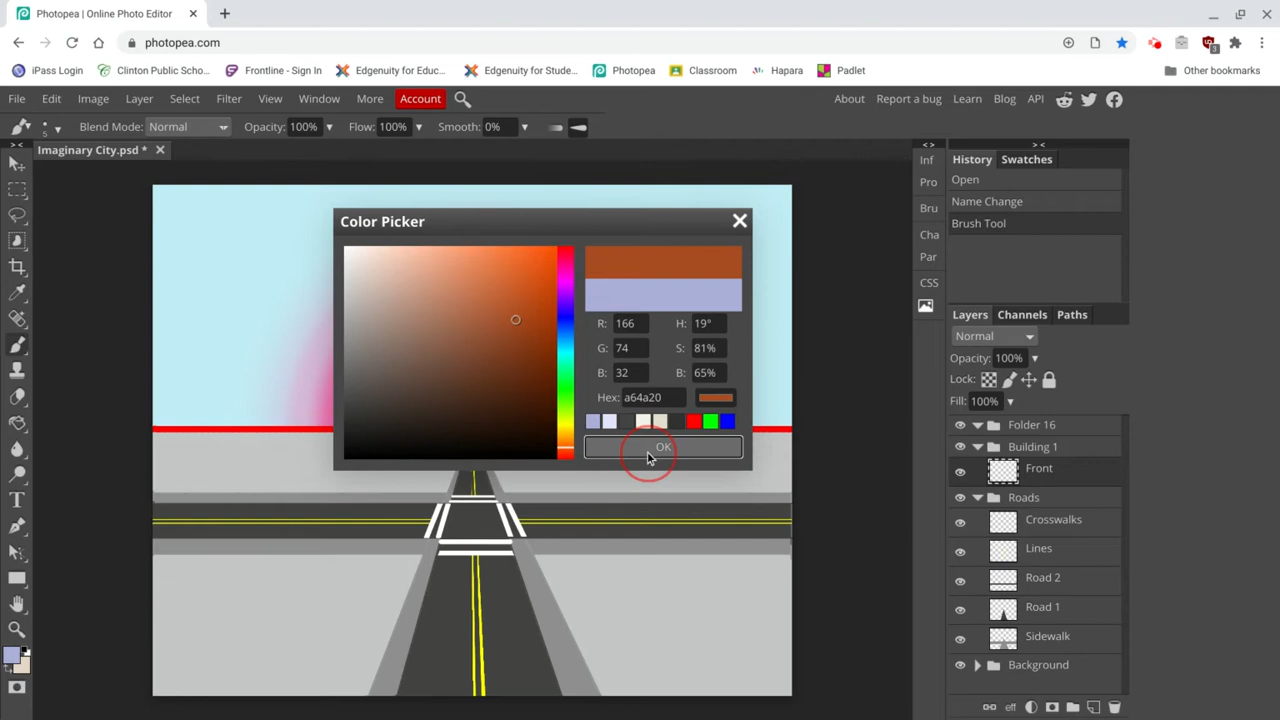 Photopea | Online Photo Editor
photopea.com
iPass Login
Clinton Public Scho...
Frontline - Sign In
Edgenuity for Educ...
Edgenuity for Stude...
Photopea
Classroom
Hapara
Padlet
Other bookmarks
3
File Edit Image Layer Select Filter View Window More Account
About Report a bug Learn Blog API
5 Blend Mode: Normal Opacity: 100% Flow: 100% Smooth: 0%
Imaginary City.psd *
Color Picker
R: 166 H: 19°
G: 74 S: 81%
B: 32 B: 65%
Hex: a64a20
OK
< >
> <
Inf
Pro
Bru
Cha
Par
CSS
History Swatches
Open
Name Change
Brush Tool
Layers Channels Paths
Normal
Opacity: 100%
Lock:
Fill: 100%
Folder 16
Building 1
Front
Roads
Crosswalks
Lines
Road 2
Road 1
Sidewalk
Background
eff